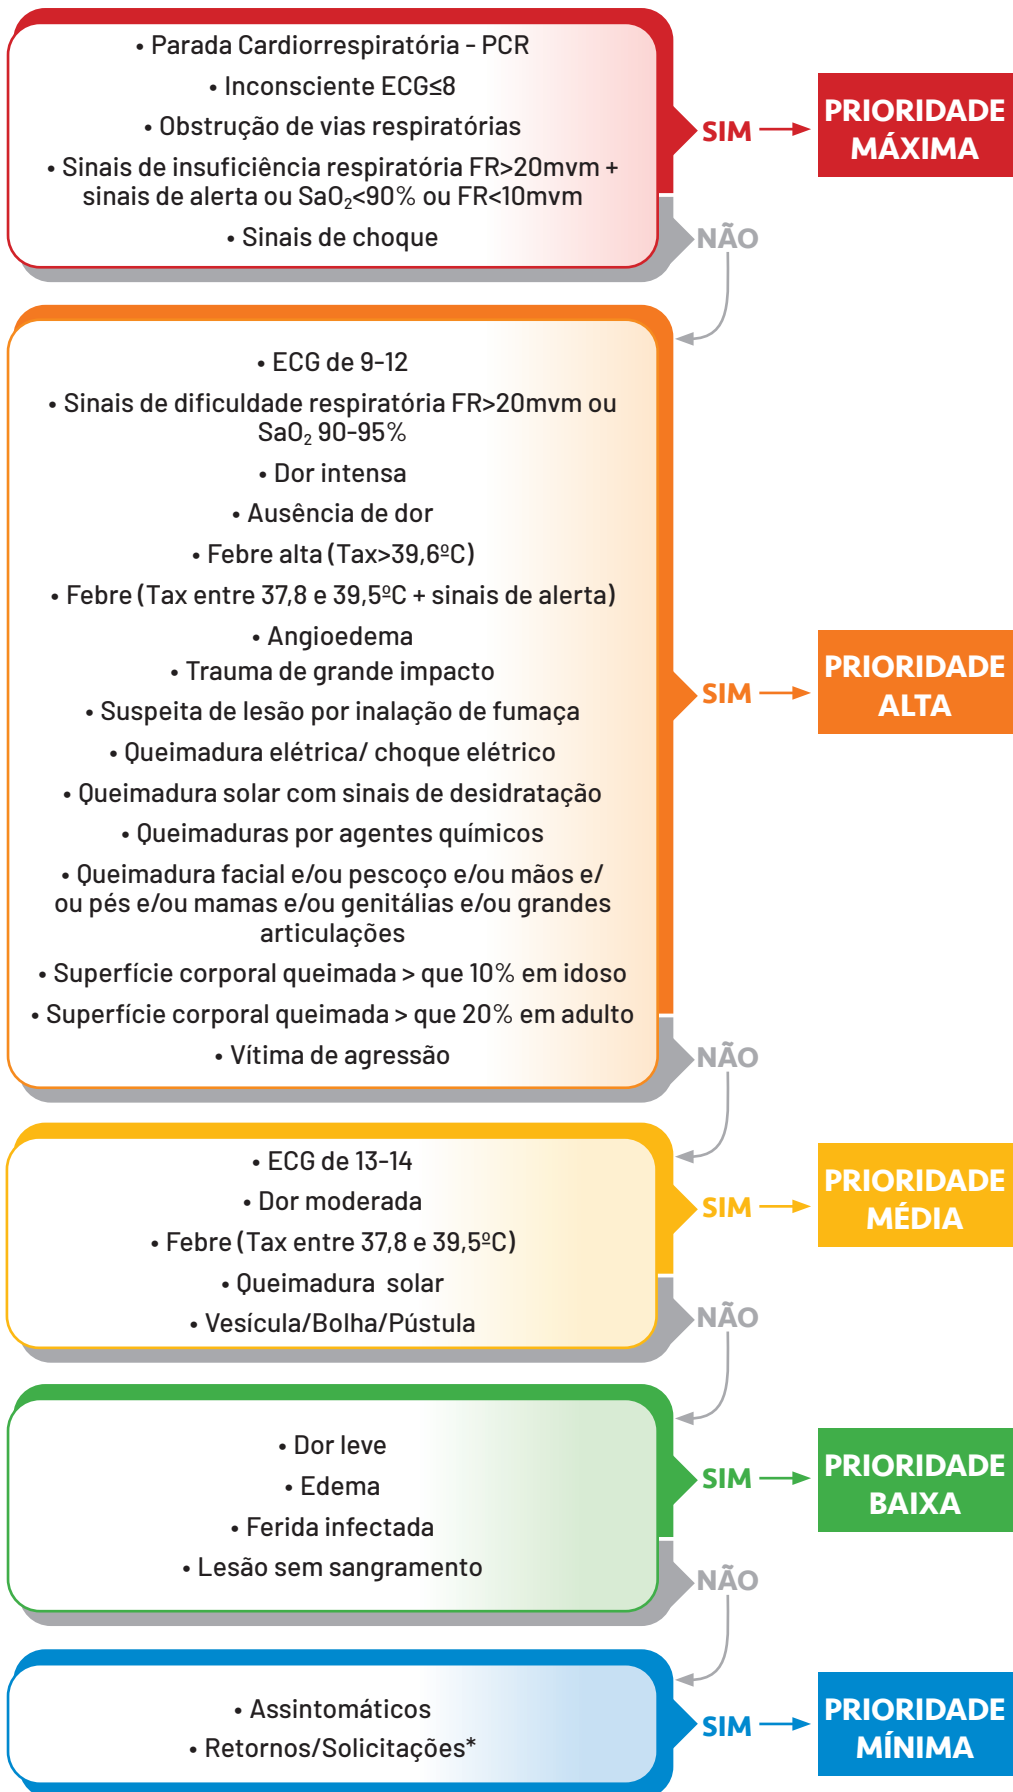 • Parada Cardiorrespiratória - PCR
• Inconsciente ECG≤8
• Obstrução de vias respiratórias
• Sinais de insuficiência respiratória FR>20mvm +
sinais de alerta ou SaO₂<90% ou FR<10mvm
• Sinais de choque
SIM
PRIORIDADE
MÁXIMA
NÃO
• ECG de 9-12
• Sinais de dificuldade respiratória FR>20mvm ou
SaO₂ 90-95%
• Dor intensa
• Ausência de dor
• Febre alta (Tax>39,6ºC)
• Febre (Tax entre 37,8 e 39,5ºC + sinais de alerta)
• Angioedema
• Trauma de grande impacto
• Suspeita de lesão por inalação de fumaça
• Queimadura elétrica/ choque elétrico
• Queimadura solar com sinais de desidratação
• Queimaduras por agentes químicos
• Queimadura facial e/ou pescoço e/ou mãos e/
ou pés e/ou mamas e/ou genitálias e/ou grandes
articulações
• Superfície corporal queimada > que 10% em idoso
• Superfície corporal queimada > que 20% em adulto
• Vítima de agressão
SIM
PRIORIDADE
ALTA
NÃO
• ECG de 13-14
• Dor moderada
• Febre (Tax entre 37,8 e 39,5ºC)
• Queimadura solar
• Vesícula/Bolha/Pústula
SIM
PRIORIDADE
MÉDIA
NÃO
• Dor leve
• Edema
• Ferida infectada
• Lesão sem sangramento
SIM
PRIORIDADE
BAIXA
NÃO
• Assintomáticos
• Retornos/Solicitações*
SIM
PRIORIDADE
MÍNIMA